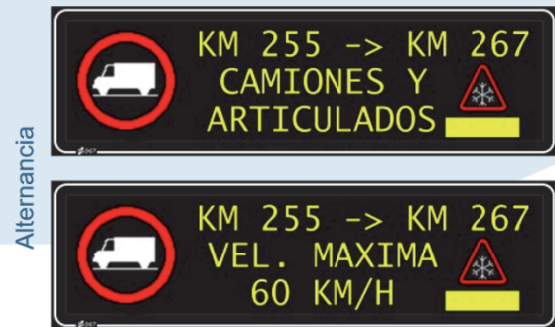 Alternancia
KM 255 -> KM 267
CAMIONES Y
ARTICULADOS
KM 255 -> KM 267
VEL. MAXIMA
60 KM/H